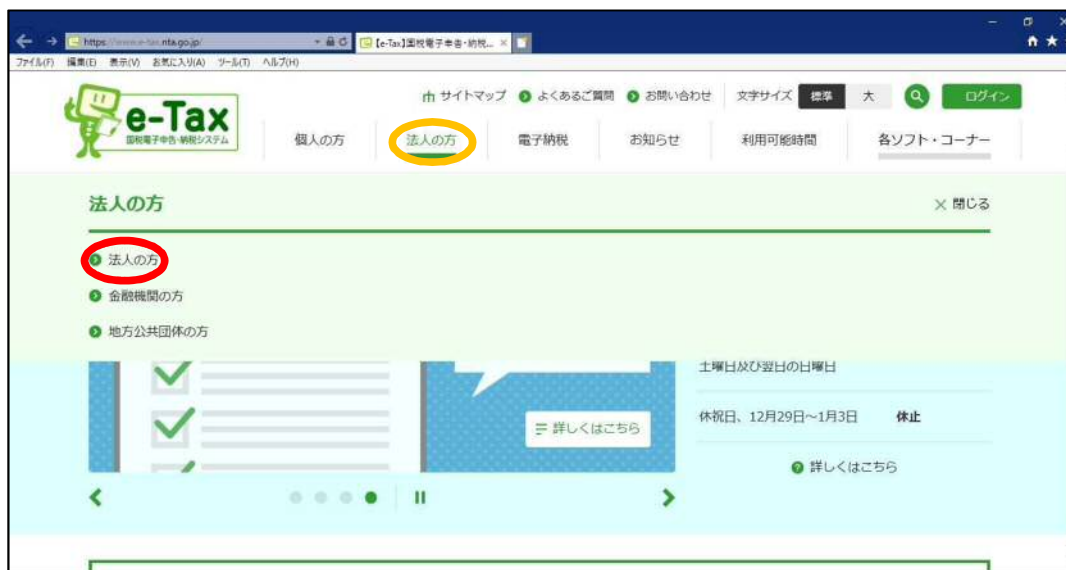 https://www.e-tax.nta.go.jp/
【e-Tax】国税電子申告・納税...
ファイル(F) 編集(E) 表示(V) お気に入り(A) ツール(T) ヘルプ(H)
e-Tax
国税電子申告・納税システム
サイトマップ よくあるご質問 お問い合わせ 文字サイズ 標準 大 ログイン
個人の方 法人の方 電子納税 お知らせ 利用可能時間 各ソフト・コーナー
法人の方 × 閉じる
法人の方
金融機関の方
地方公共団体の方
土曜日及び翌日の日曜日
休祝日、12月29日～1月3日 休止
詳しくはこちら
詳しくはこちら